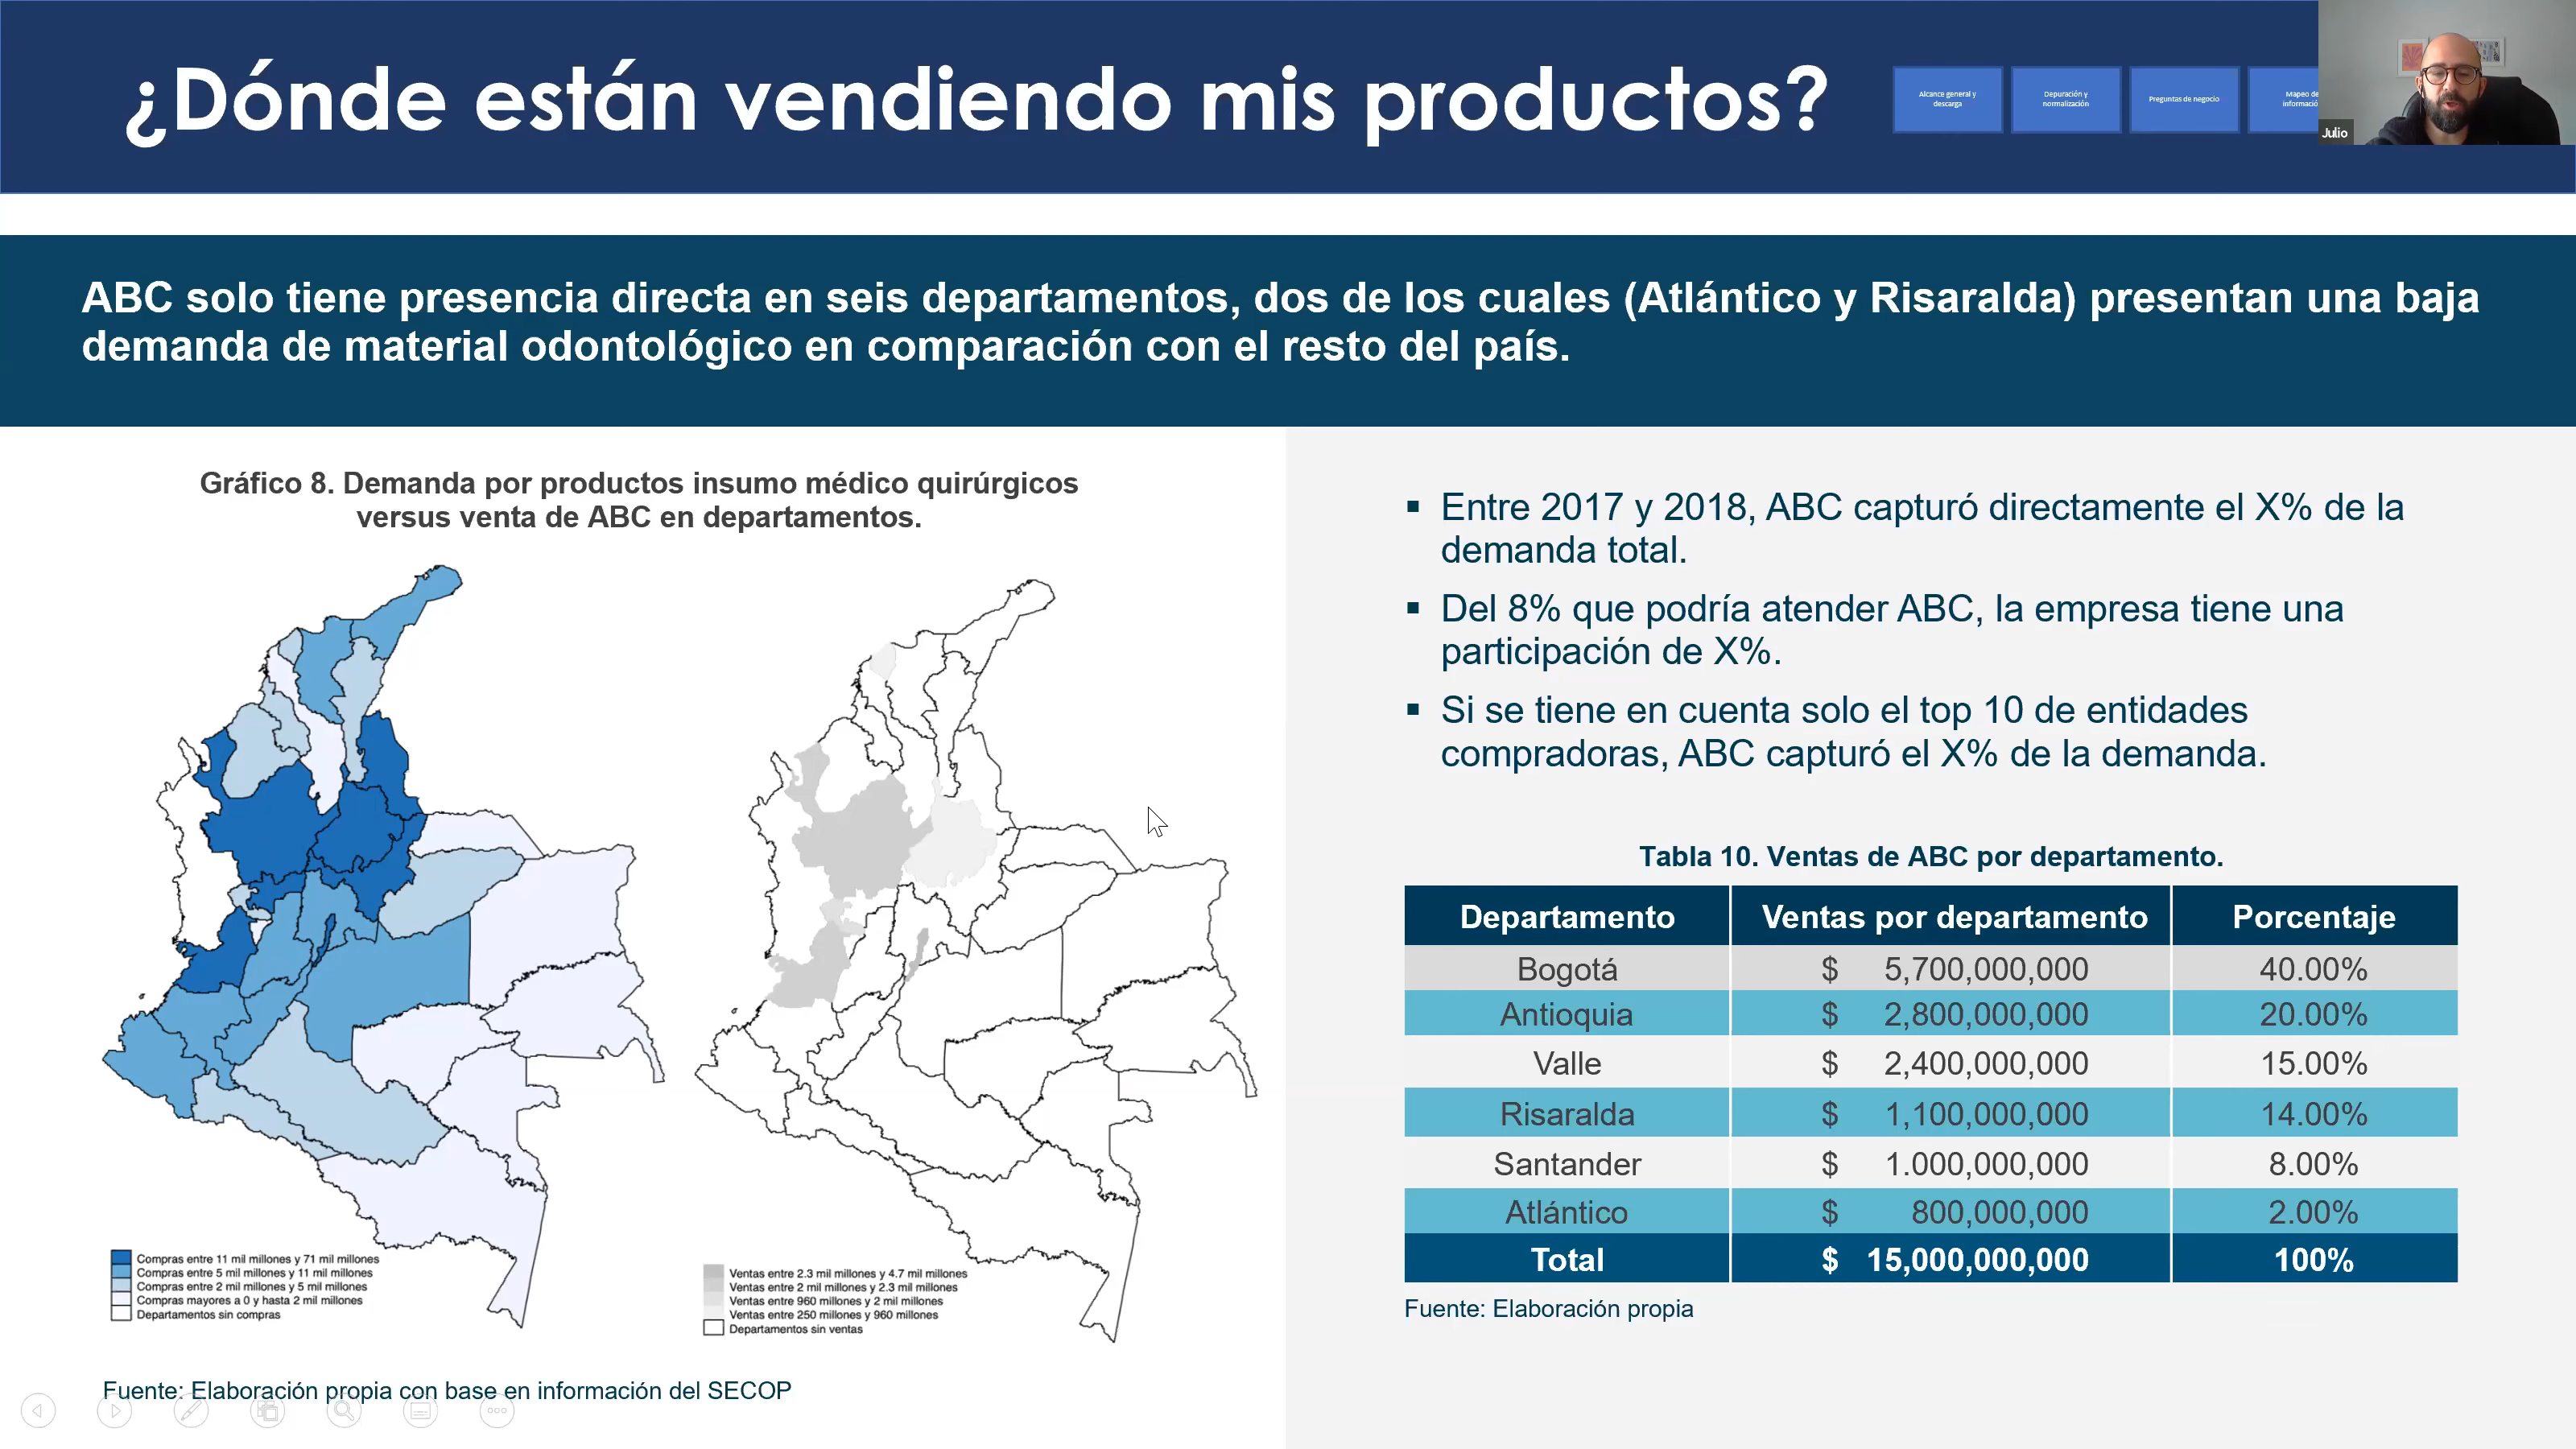 ¿Dónde están vendiendo mis productos?
Alcance general y
descarga
Depuración y
normalización
Preguntas de negocio
Mapeo de
Julio
ABC solo tiene presencia directa en seis departamentos, dos de los cuales (Atlántico y Risaralda) presentan una baja
demanda de material odontológico en comparación con el resto del país.
Gráfico 8. Demanda por productos insumo médico quirúrgicos
versus venta de ABC en departamentos.
Compras entre 11 mil millones y 71 mil millones
Compras entre 5 mil millones y 11 mil millones
Compras entre 2 mil millones y 5 mil millones
Compras mayores a 0 y hasta 2 mil millones
Departamentos sin compras
Ventas entre 2.3 mil millones y 4.7 mil millones
Ventas entre 2 mil millones y 2.3 mil millones
Ventas entre 960 millones y 2 mil millones
Ventas entre 250 millones y 960 millones
Departamentos sin ventas
Fuente: Elaboración propia con base en información del SECOP
▪ Entre 2017 y 2018, ABC capturó directamente el X% de la
demanda total.
▪ Del 8% que podría atender ABC, la empresa tiene una
participación de X%.
▪ Si se tiene en cuenta solo el top 10 de entidades
compradoras, ABC capturó el X% de la demanda.
Tabla 10. Ventas de ABC por departamento.
Departamento Ventas por departamento Porcentaje
Bogotá $ 5,700,000,000 40.00%
Antioquia $ 2,800,000,000 20.00%
Valle $ 2,400,000,000 15.00%
Risaralda $ 1,100,000,000 14.00%
Santander $ 1.000,000,000 8.00%
Atlántico $ 800,000,000 2.00%
Total $ 15,000,000,000 100%
Fuente: Elaboración propia